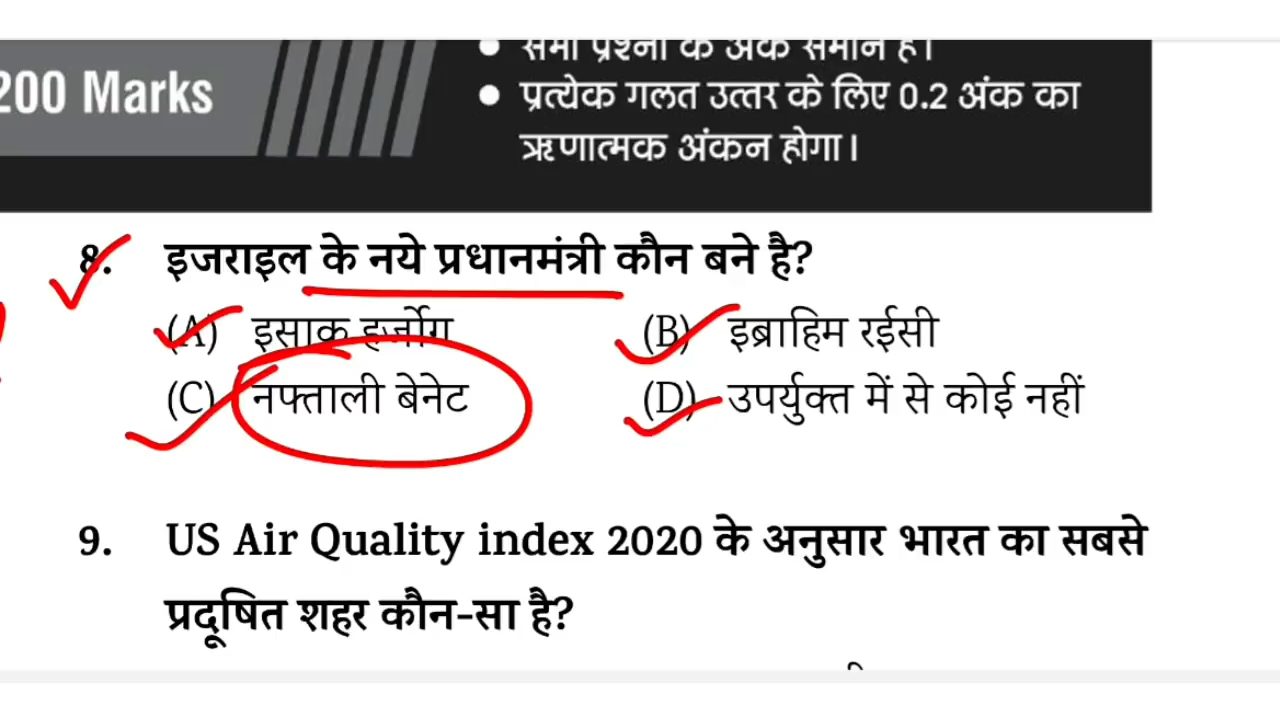 200 Marks
सभी प्रश्नों के अंक समान हैं।
प्रत्येक गलत उत्तर के लिए 0.2 अंक का
ऋणात्मक अंकन होगा।
8. इजराइल के नये प्रधानमंत्री कौन बने है?
(A) इसाक हर्जोग (B) इब्राहिम रईसी
(C) नफ्ताली बेनेट (D) उपर्युक्त में से कोई नहीं
9. US Air Quality index 2020 के अनुसार भारत का सबसे
प्रदूषित शहर कौन-सा है?